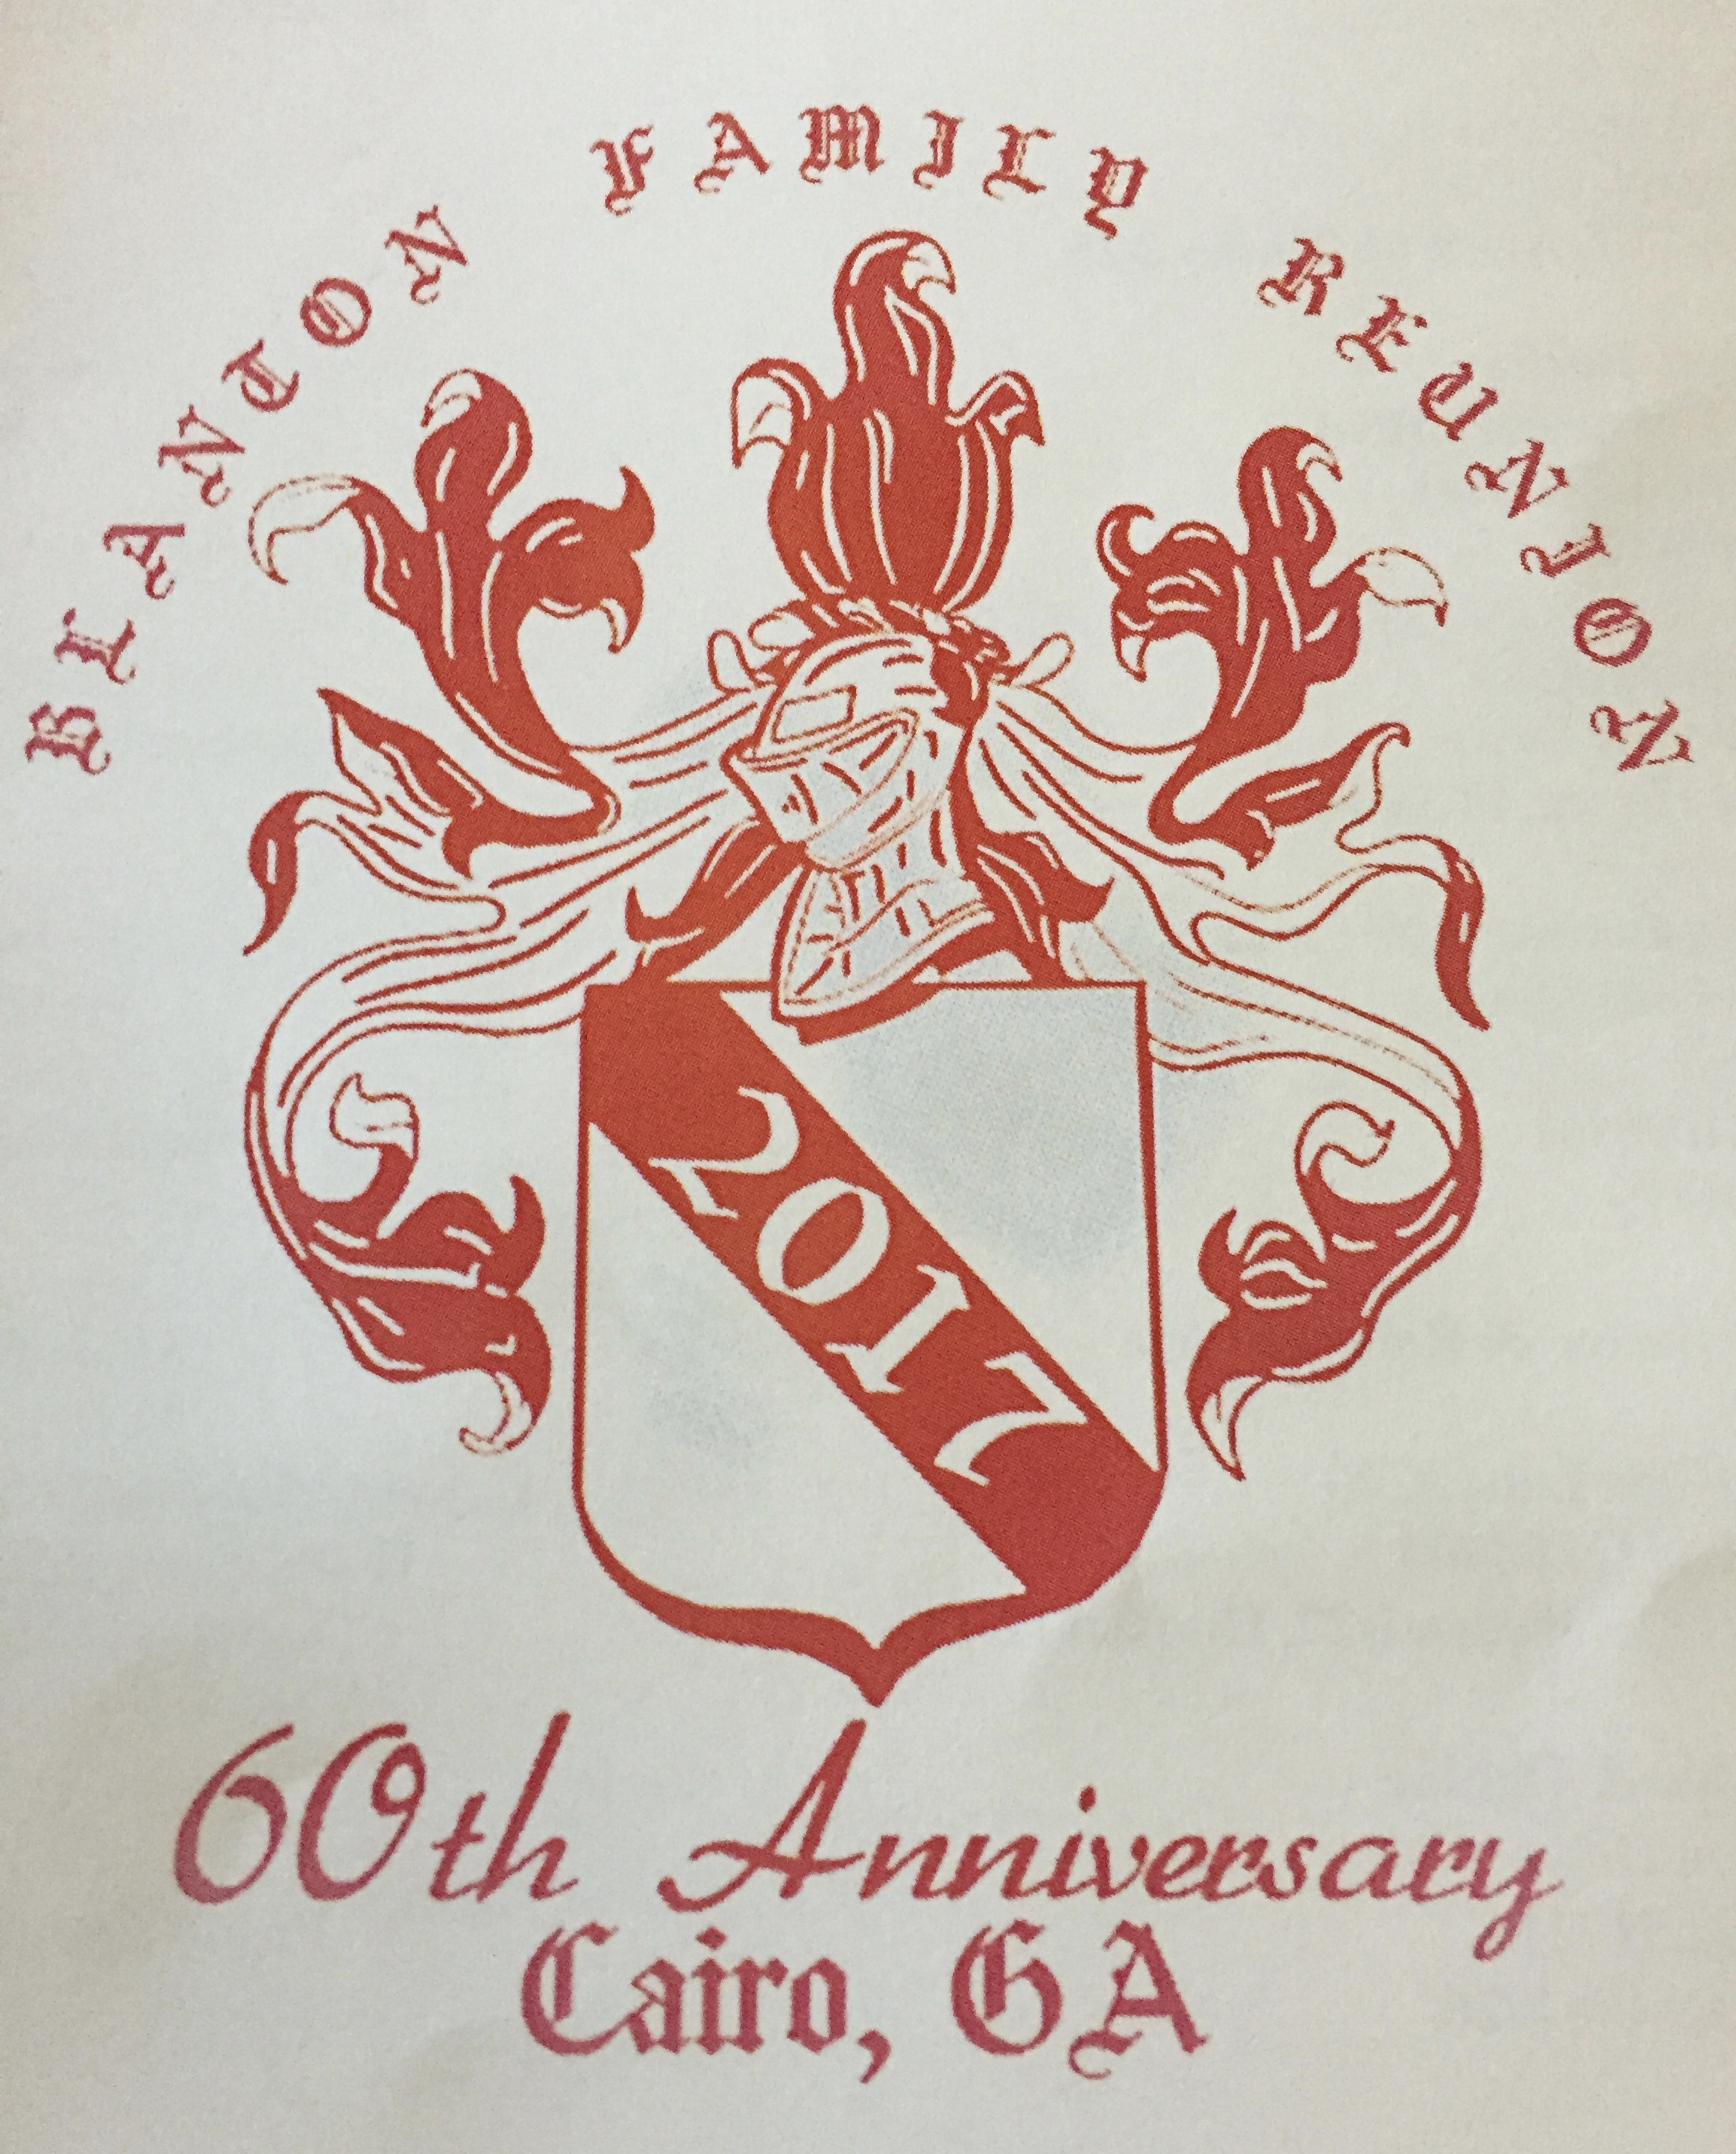 BLANTON FAMILY REUNION
2017
60th Anniversary
Cairo, GA